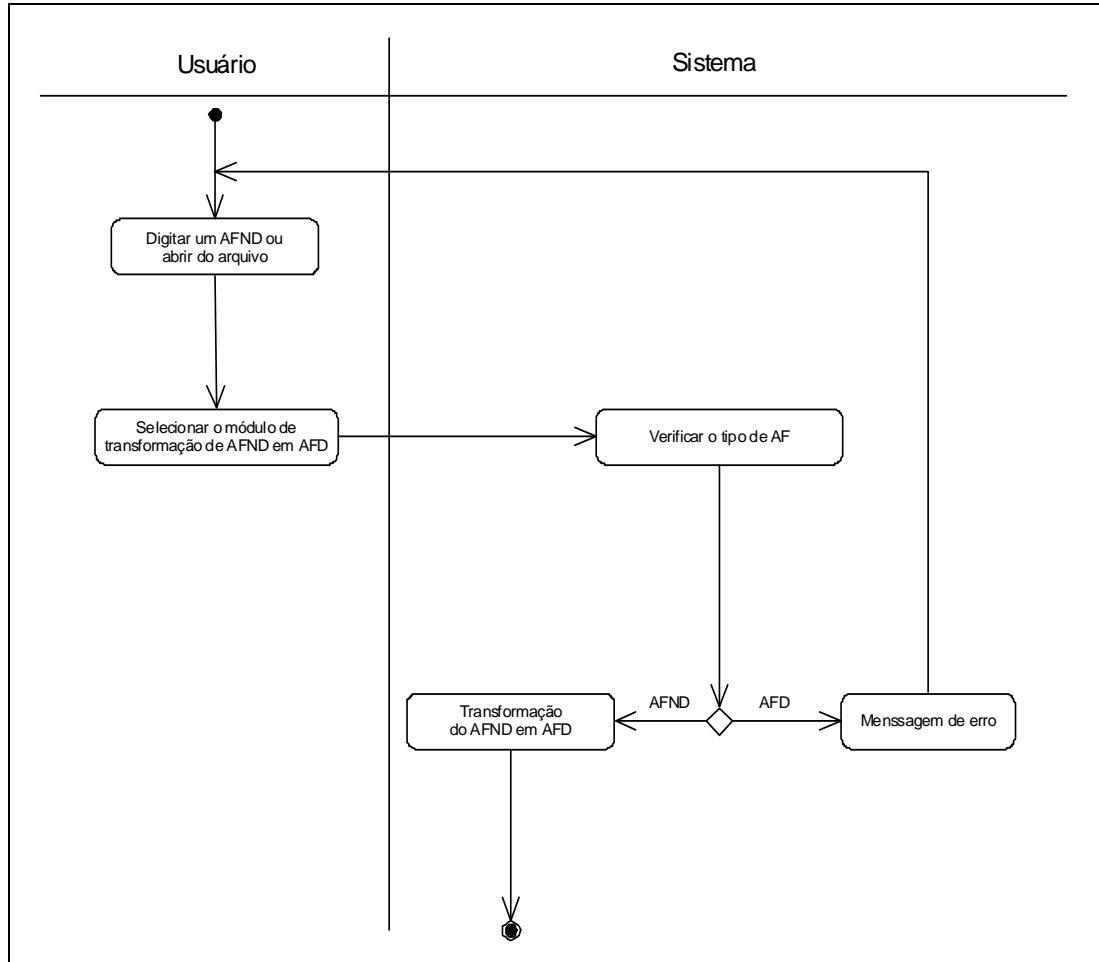 Usuário
Sistema
Digitar um AFND ou
abrir do arquivo
Selecionar o módulo de
transformação de AFND em AFD
Verificar o tipo de AF
AFND
AFD
Transformação
do AFND em AFD
Menssagem de erro